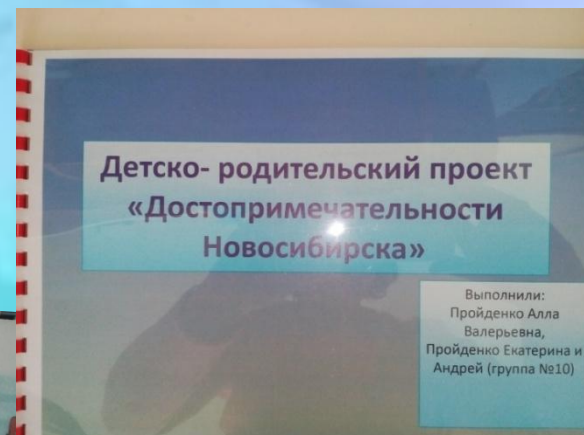 Детско- родительский проект
«Достопримечательности
Новосибирска»
Выполнили:
Пройденко Алла
Валерьевна,
Пройденко Екатерина и
Андрей (группа №10)